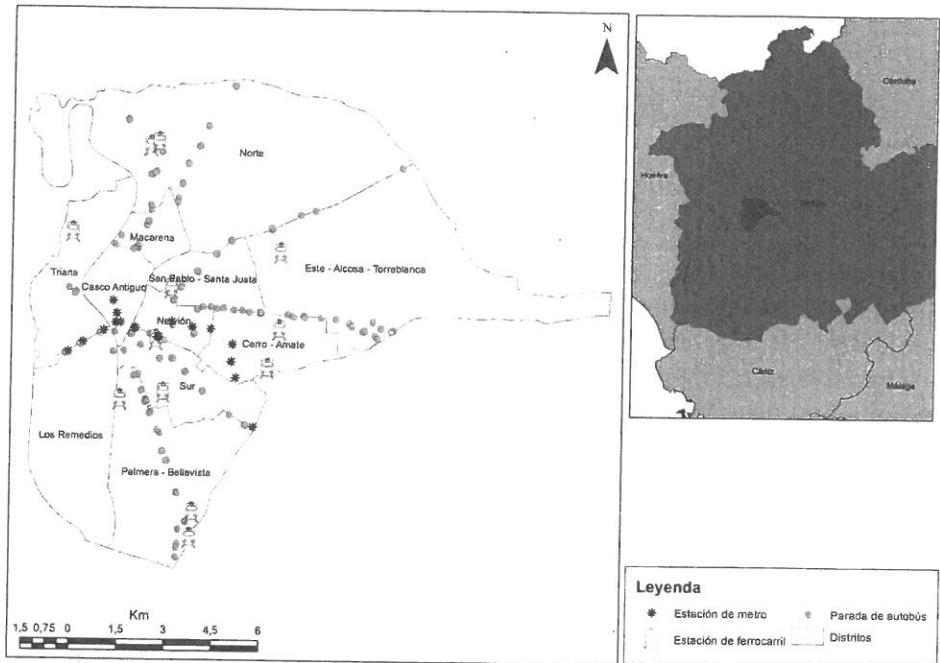 N
Norte
Macarena
Triana
Casco Antiguo
San Pablo - Santa Justa
Este - Alcosa - Torreblanca
Nervión
Cerro - Amate
Sur
Los Remedios
Palmera - Bellavista
Km
1,5 0,75 0 1,5 3 4,5 6
Córdoba
Huelva
Cádiz
Málaga
Leyenda
Estación de metro
Parada de autobús
Estación de ferrocarril
Distritos